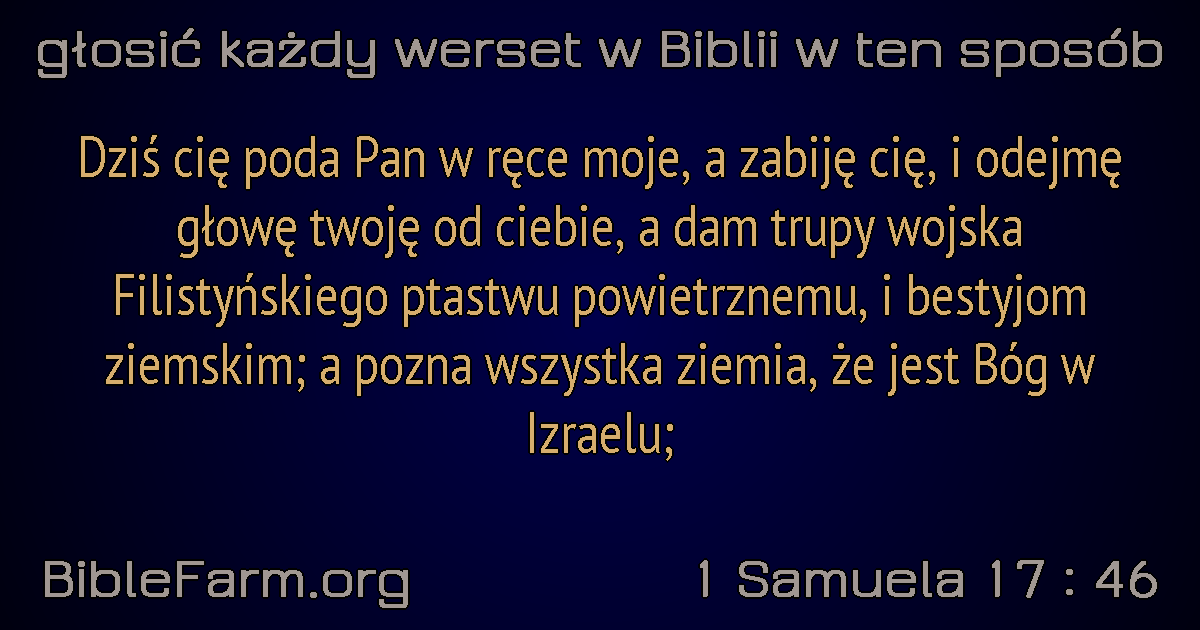 głosić każdy werset w Biblii w ten sposób
Dziś cię poda Pan w ręce moje, a zabiję cię, i odejmę
głowę twoję od ciebie, a dam trupy wojska
Filistyńskiego ptastwu powietrznemu, i bestyjom
ziemskim; a pozna wszystka ziemia, że jest Bóg w
Izraelu;
BibleFarm.org
1 Samuela 17 : 46